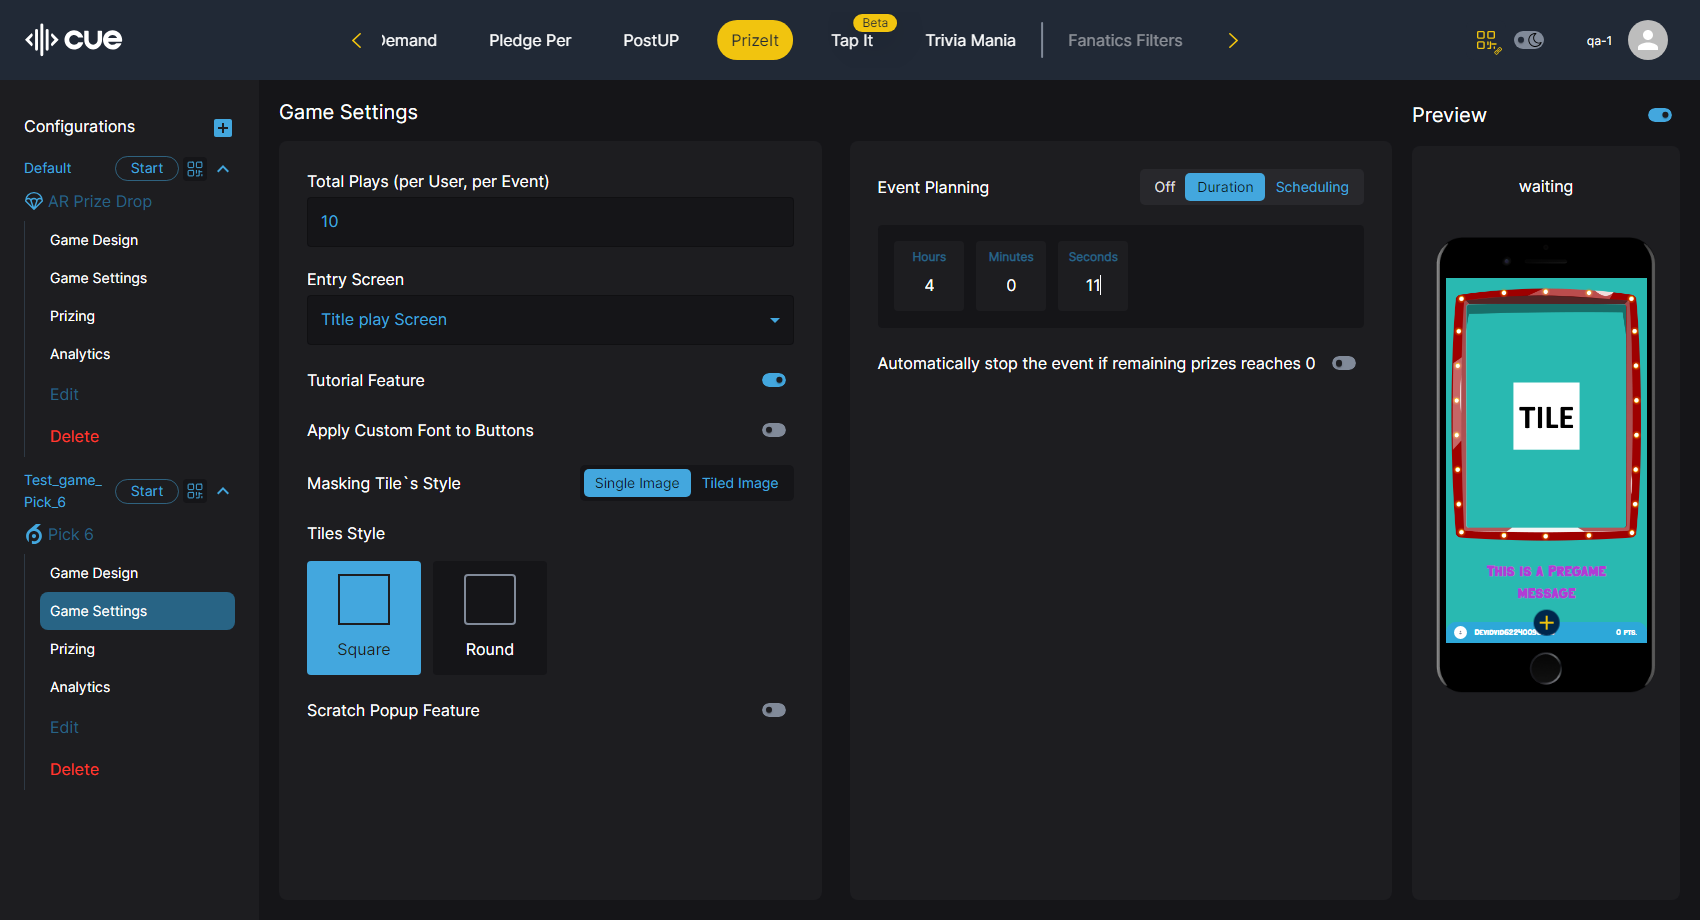 cue
Demand
Pledge Per
PostUP
PrizeIt
Beta
Tap It
Trivia Mania
Fanatics Filters
qa-1
Configurations
Default
Start
AR Prize Drop
Game Design
Game Settings
Prizing
Analytics
Edit
Delete
Test_game_
Pick_6
Start
Pick 6
Game Design
Game Settings
Prizing
Analytics
Edit
Delete
Game Settings
Total Plays (per User, per Event)
10
Entry Screen
Title play Screen
Tutorial Feature
Apply Custom Font to Buttons
Masking Tile`s Style
Single Image
Tiled Image
Tiles Style
Square
Round
Scratch Popup Feature
Event Planning
Off
Duration
Scheduling
Hours
Minutes
Seconds
4
0
11
Automatically stop the event if remaining prizes reaches 0
Preview
waiting
TILE
This is a Pregame
message
0 pts.